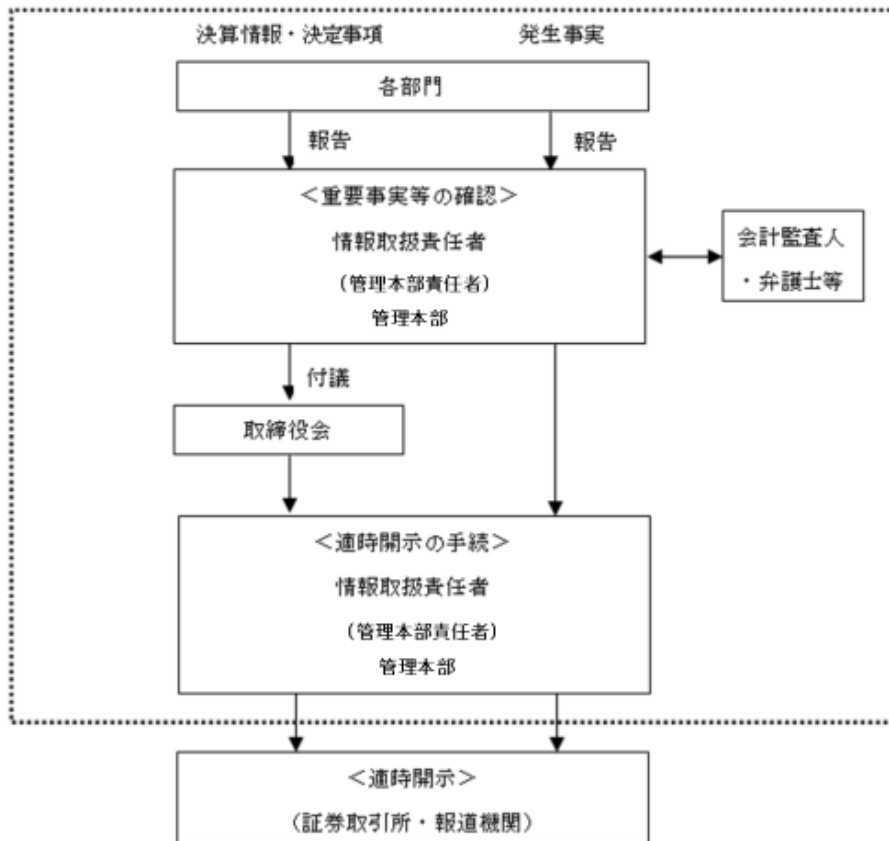 決算情報・決定事項
発生事実
各部門
報告
報告
＜重要事実等の確認＞
情報取扱責任者
（管理本部責任者）
管理本部
会計監査人
・弁護士等
付議
取締役会
＜適時開示の手続＞
情報取扱責任者
（管理本部責任者）
管理本部
＜適時開示＞
（証券取引所・報道機関）